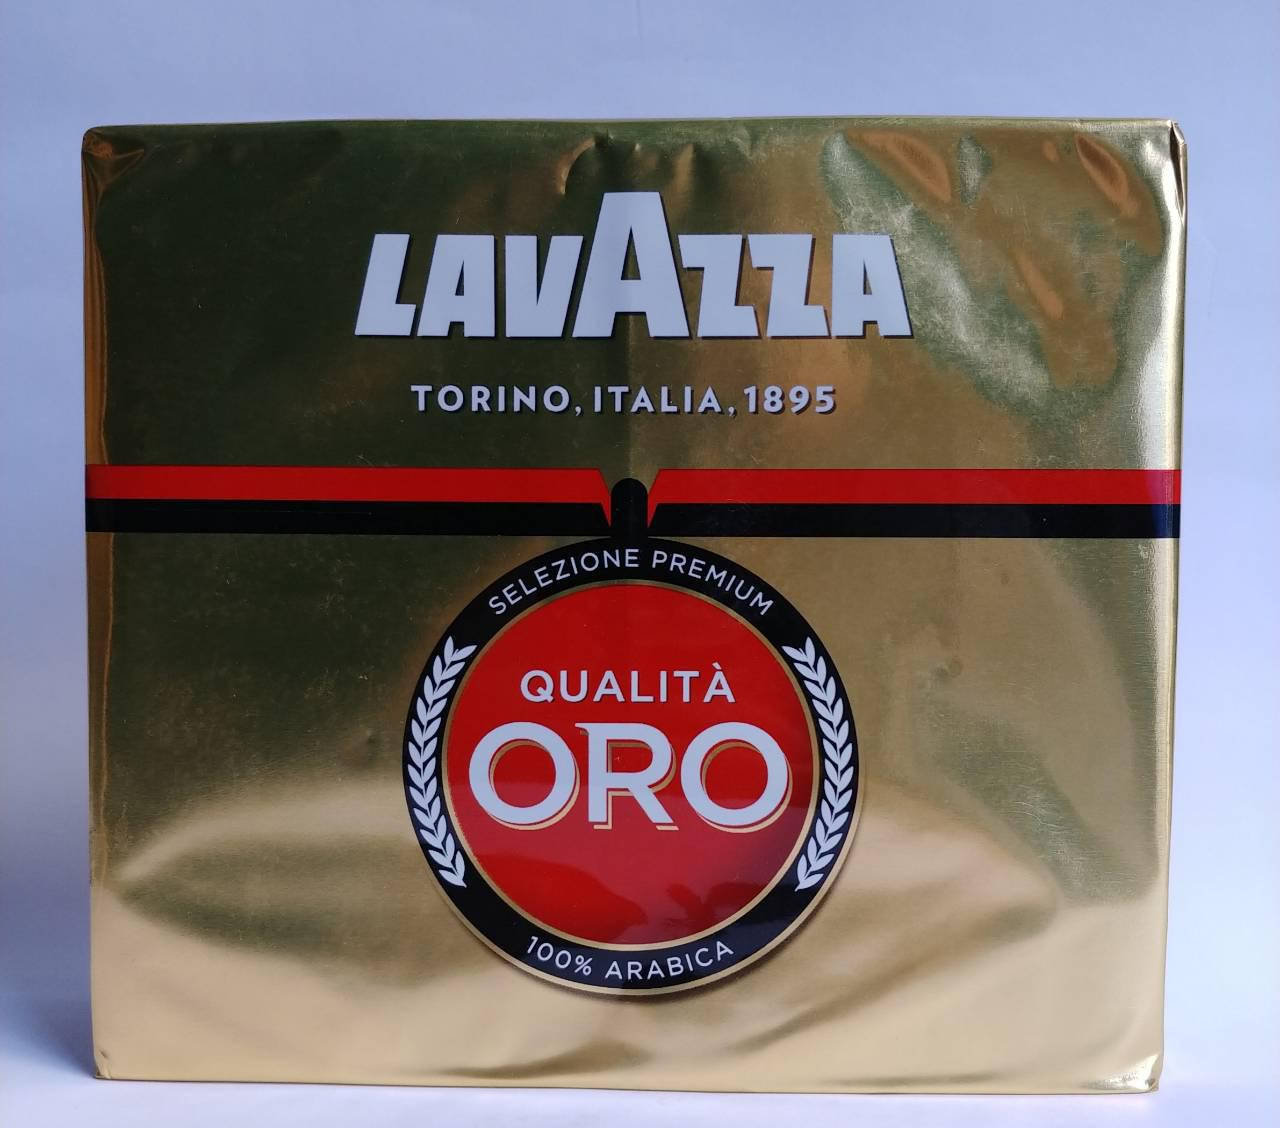 LAVAZZA
TORINO, ITALIA, 1895
SELEZIONE PREMIUM
QUALITÀ
ORO
100% ARABICA